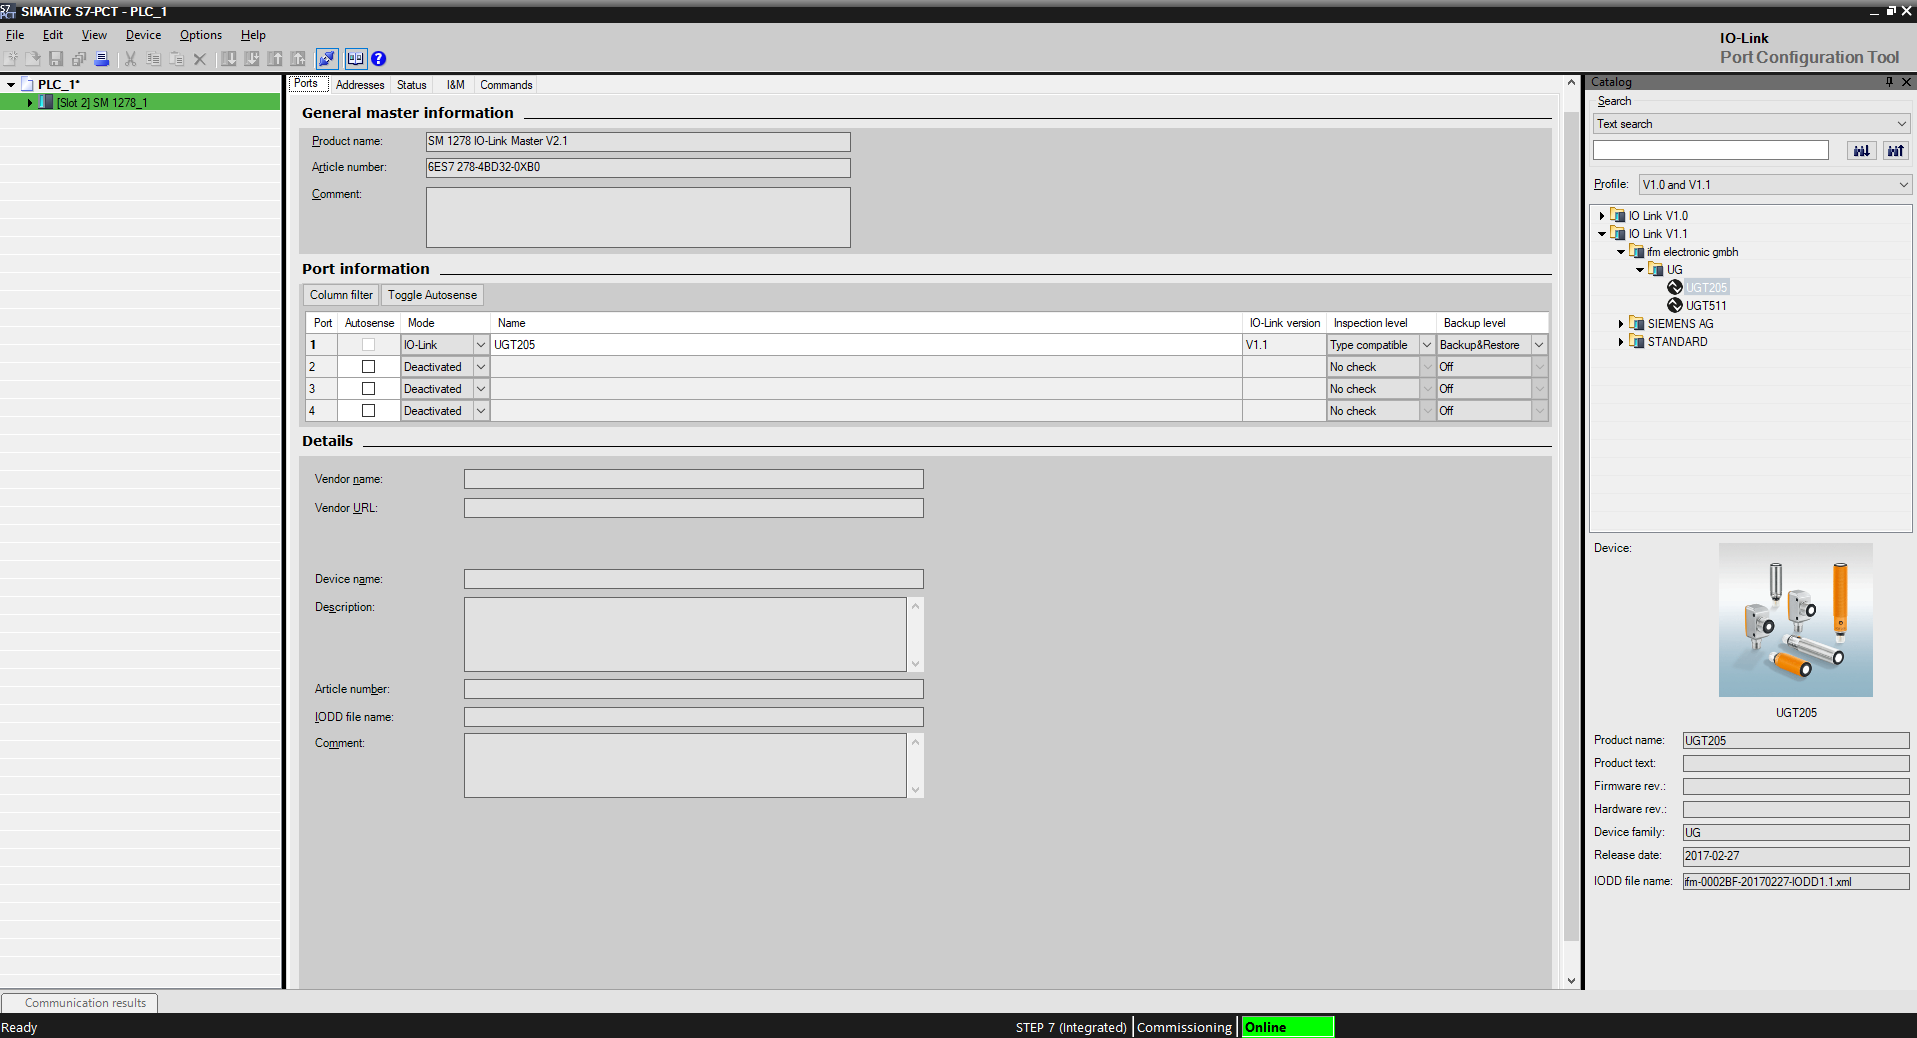 SIMATIC S7-PCT - PLC_1
File Edit View Device Options Help
IO-Link
Port Configuration Tool
PLC_1*
[Slot 2] SM 1278_1
Ports Addresses Status I&M Commands
General master information
Product name: SM 1278 IO-Link Master V2.1
Article number: 6ES7 278-4BD32-0XB0
Comment:
Port information
Column filter Toggle Autosense
Port Autosense Mode Name IO-Link version Inspection level Backup level
1 IO-Link UGT205 V1.1 Type compatible Backup&Restore
2 Deactivated No check Off
3 Deactivated No check Off
4 Deactivated No check Off
Details
Vendor name:
Vendor URL:
Device name:
Description:
Article number:
IODD file name:
Comment:
Catalog
Search
Text search
Profile: V1.0 and V1.1
IO Link V1.0
IO Link V1.1
ifm electronic gmbh
UG
UGT205
UGT511
SIEMENS AG
STANDARD
Device:
UGT205
Product name: UGT205
Product text:
Firmware rev.:
Hardware rev.:
Device family: UG
Release date: 2017-02-27
IODD file name: ifm-0002BF-20170227-IODD1.1.xml
Communication results
Ready STEP 7 (Integrated) Commissioning Online